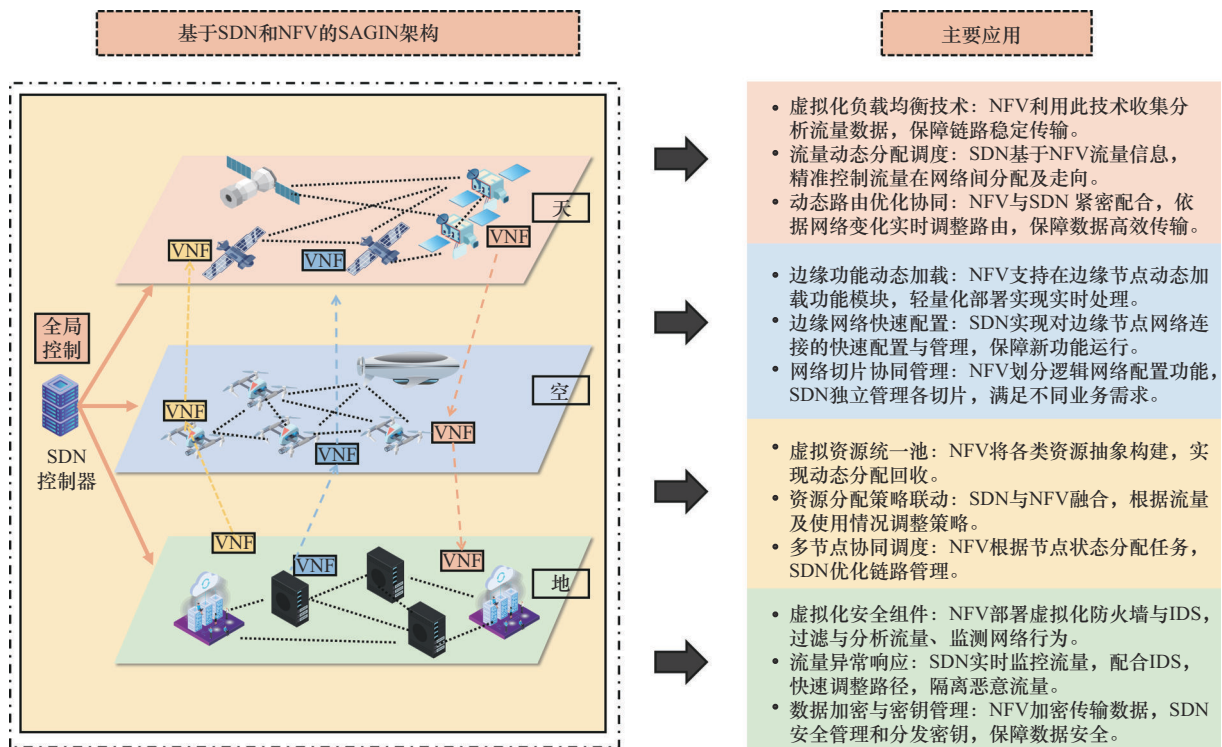 基于SDN和NFV的SAGIN架构
主要应用
天
VNF
VNF
VNF
全局
控制
空
VNF
VNF
VNF
SDN
控制器
VNF
VNF
VNF
地
• 虚拟化负载均衡技术：NFV利用此技术收集分
析流量数据，保障链路稳定传输。
• 流量动态分配调度：SDN基于NFV流量信息，
精准控制流量在网络间分配及走向。
• 动态路由优化协同：NFV与SDN 紧密配合，依
据网络变化实时调整路由，保障数据高效传输。
• 边缘功能动态加载：NFV支持在边缘节点动态加
载功能模块，轻量化部署实现实时处理。
• 边缘网络快速配置：SDN实现对边缘节点网络连
接的快速配置与管理，保障新功能运行。
• 网络切片协同管理：NFV划分逻辑网络配置功能，
SDN独立管理各切片，满足不同业务需求。
• 虚拟资源统一池：NFV将各类资源抽象构建，实
现动态分配回收。
• 资源分配策略联动：SDN与NFV融合，根据流量
及使用情况调整策略。
• 多节点协同调度：NFV根据节点状态分配任务，
SDN优化链路管理。
• 虚拟化安全组件：NFV部署虚拟化防火墙与IDS，
过滤与分析流量、监测网络行为。
• 流量异常响应：SDN实时监控流量，配合IDS，
快速调整路径，隔离恶意流量。
• 数据加密与密钥管理：NFV加密传输数据，SDN
安全管理和分发密钥，保障数据安全。